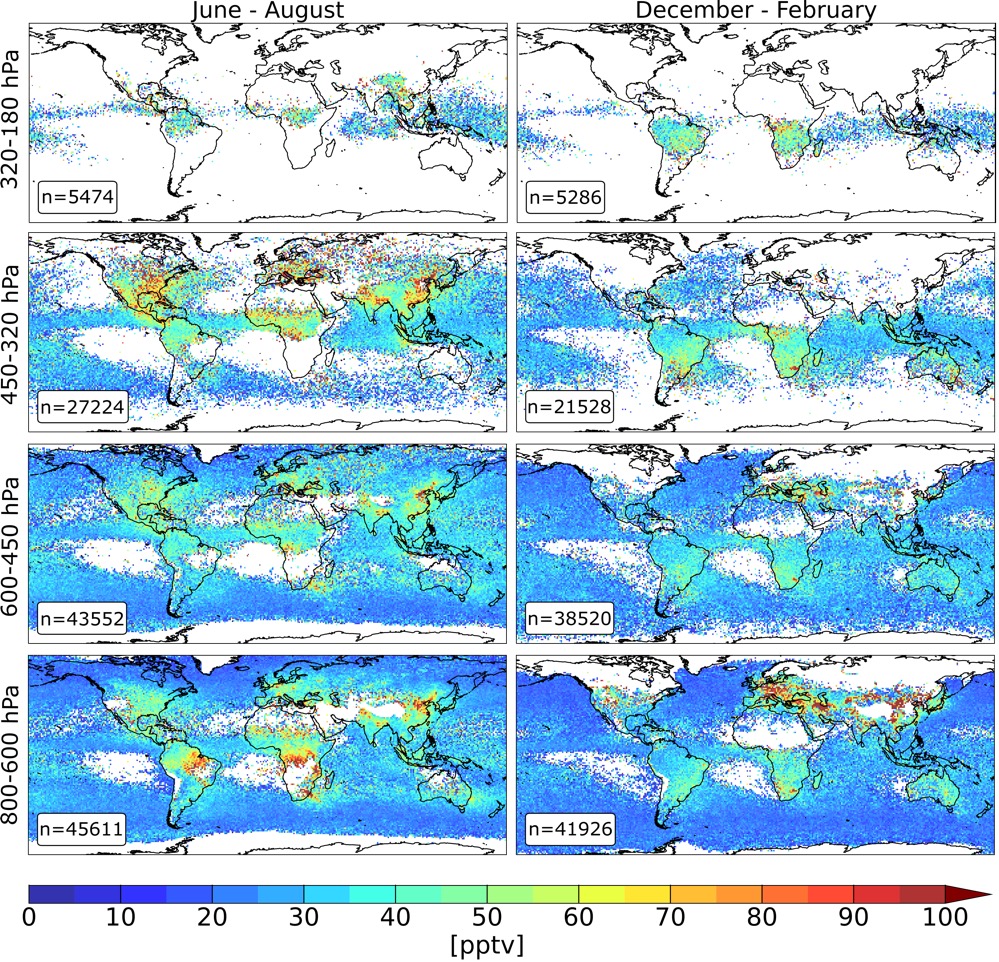 June - August
December - February
320-180 hPa
n=5474
n=5286
450-320 hPa
n=27224
n=21528
600-450 hPa
n=43552
n=38520
800-600 hPa
n=45611
n=41926
0 10 20 30 40 50 60 70 80 90 100
[pptv]